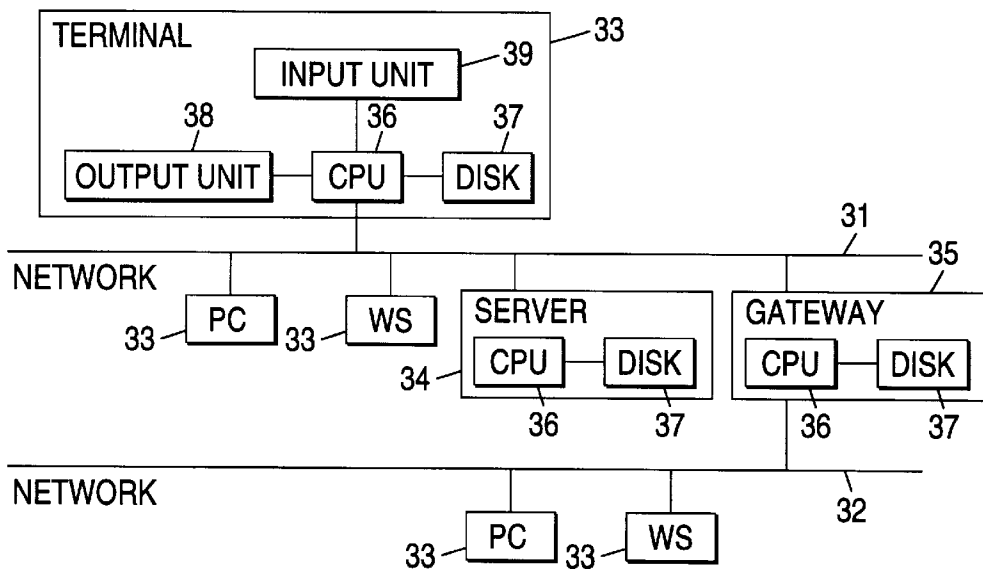 TERMINAL
33
INPUT UNIT
39
38
36
37
OUTPUT UNIT
CPU
DISK
31
NETWORK
35
33
PC
33
WS
SERVER
GATEWAY
34
CPU
DISK
CPU
DISK
36
37
36
37
NETWORK
32
33
PC
33
WS